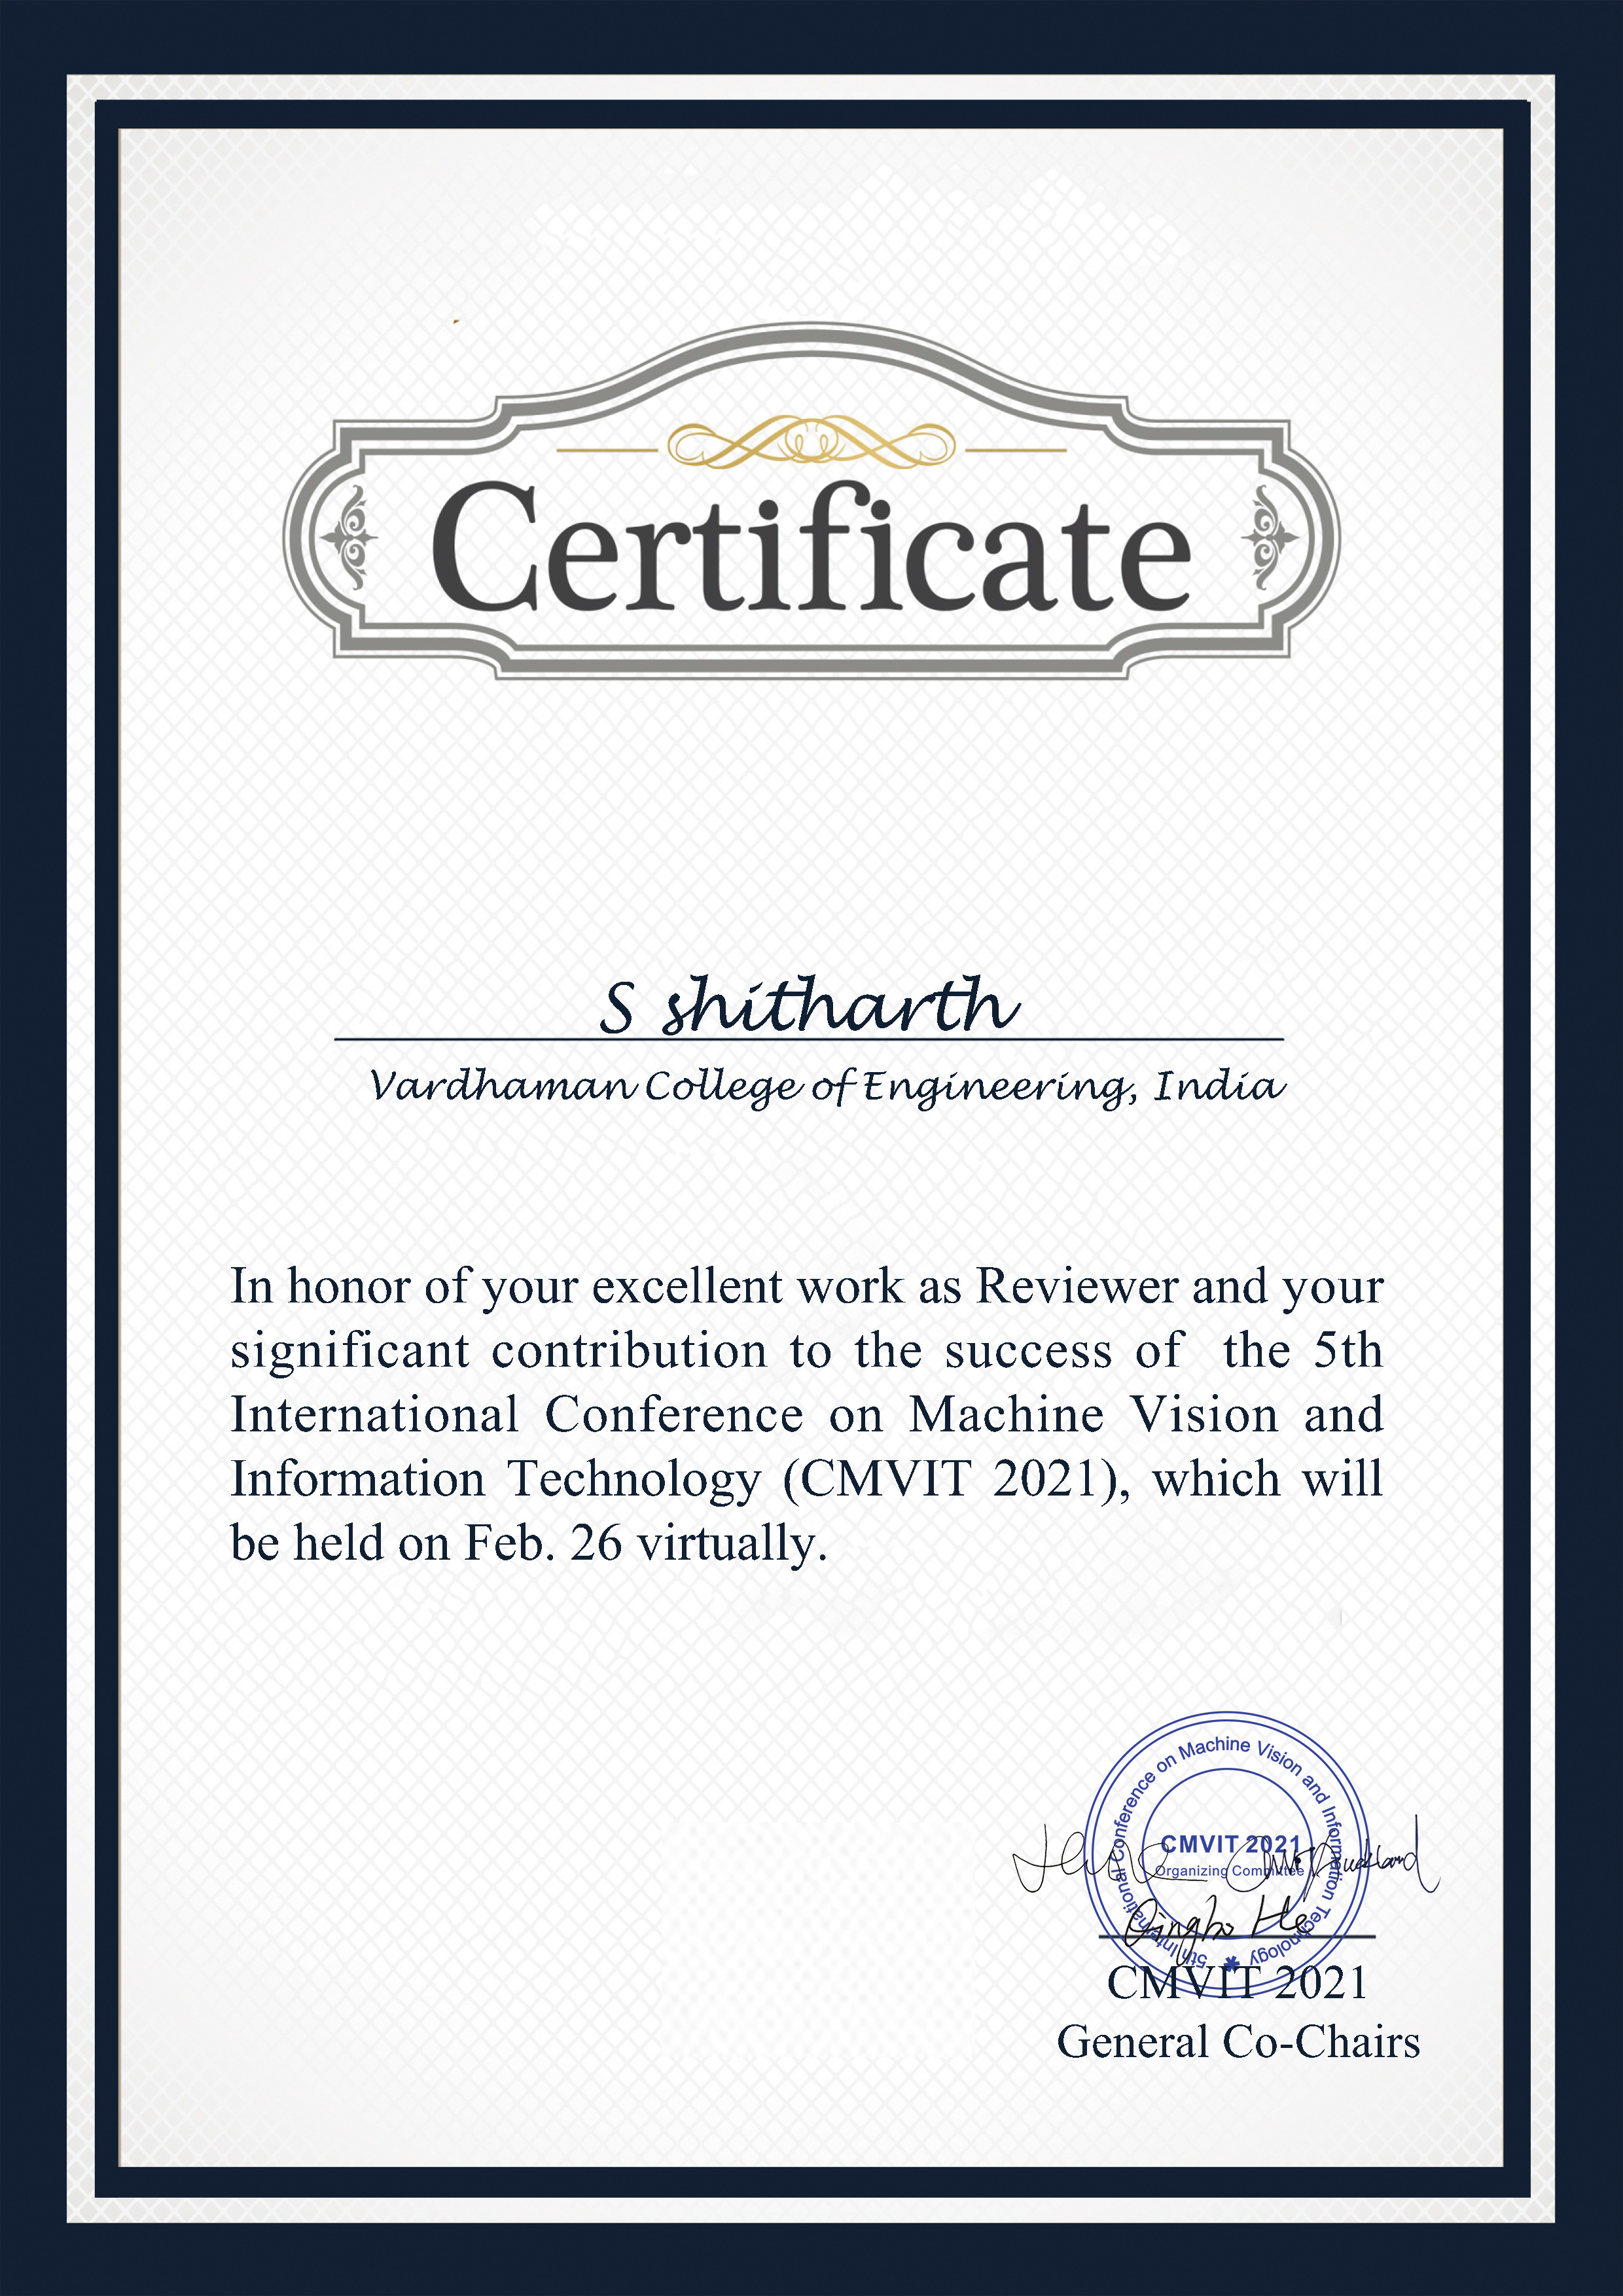 Certificate
S shitharth
Vardhaman College of Engineering, India
In honor of your excellent work as Reviewer and your
significant contribution to the success of the 5th
International Conference on Machine Vision and
Information Technology (CMVIT 2021), which will
be held on Feb. 26 virtually.
5th International Conference on Machine Vision and Information Technology
CMVIT 2021
Organizing Committee
Qingbo He
CMVIT 2021
General Co-Chairs